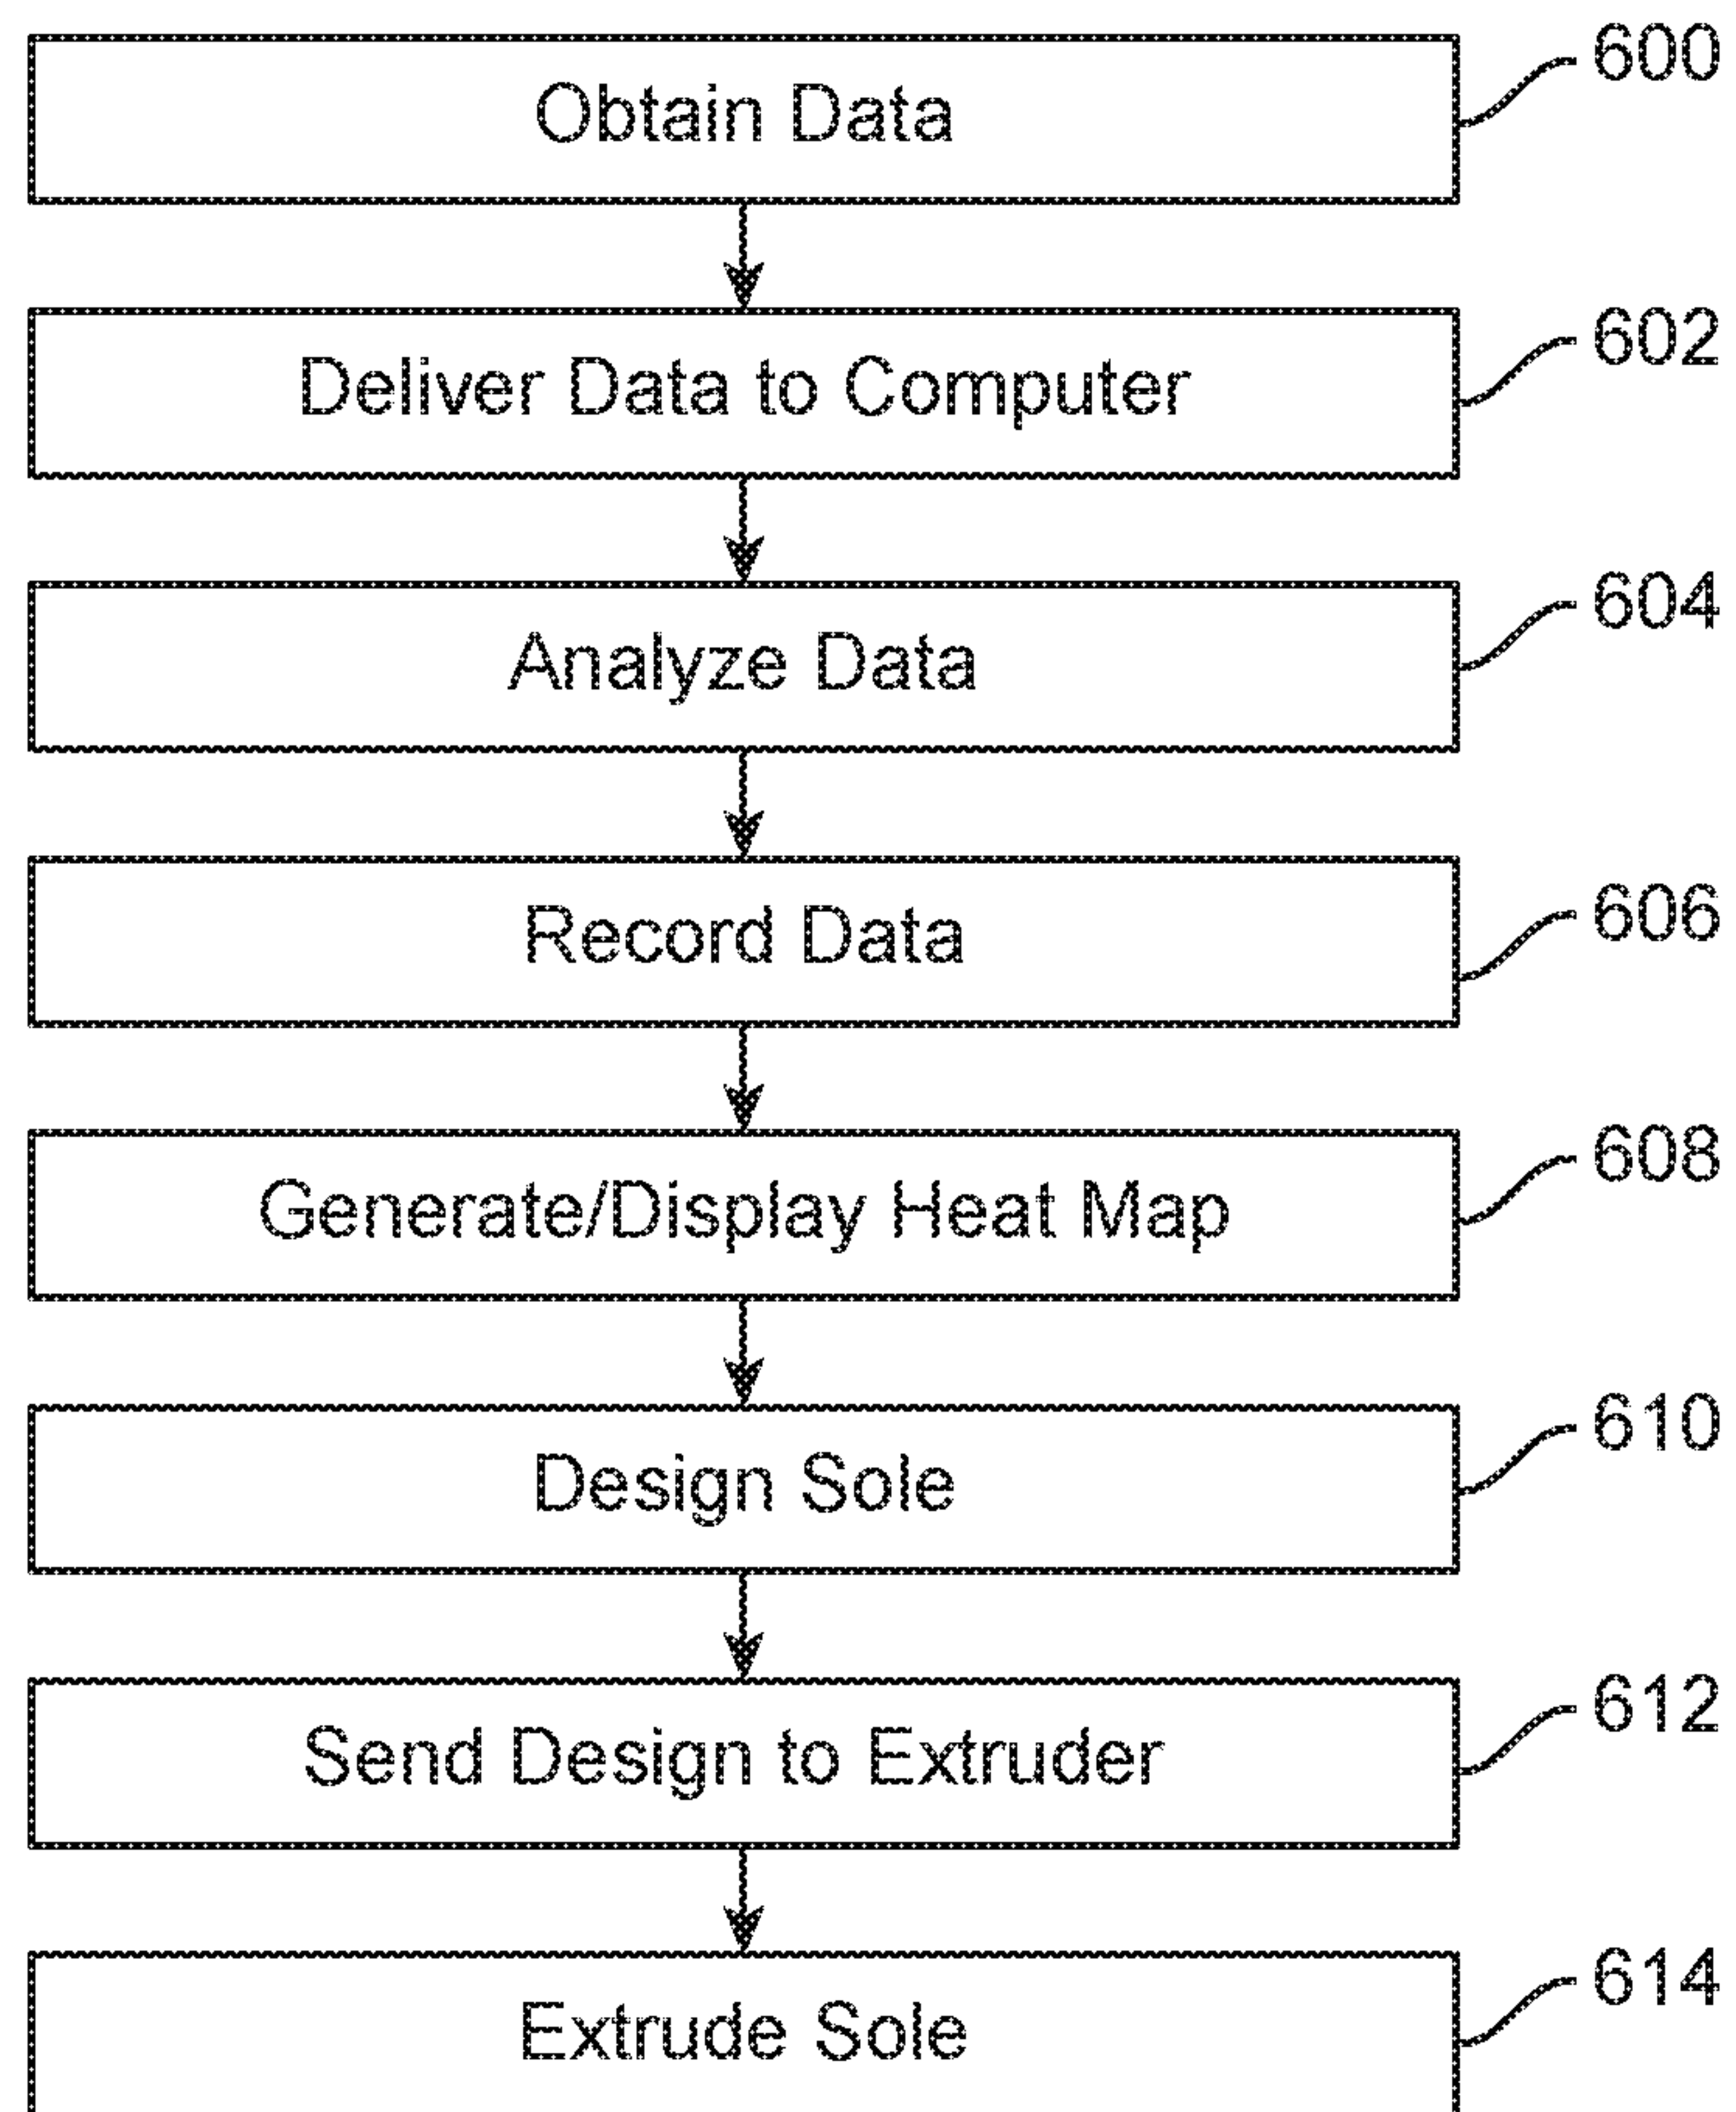 Obtain Data 600
Deliver Data to Computer 602
Analyze Data 604
Record Data 606
Generate/Display Heat Map 608
Design Sole 610
Send Design to Extruder 612
Extrude Sole 614